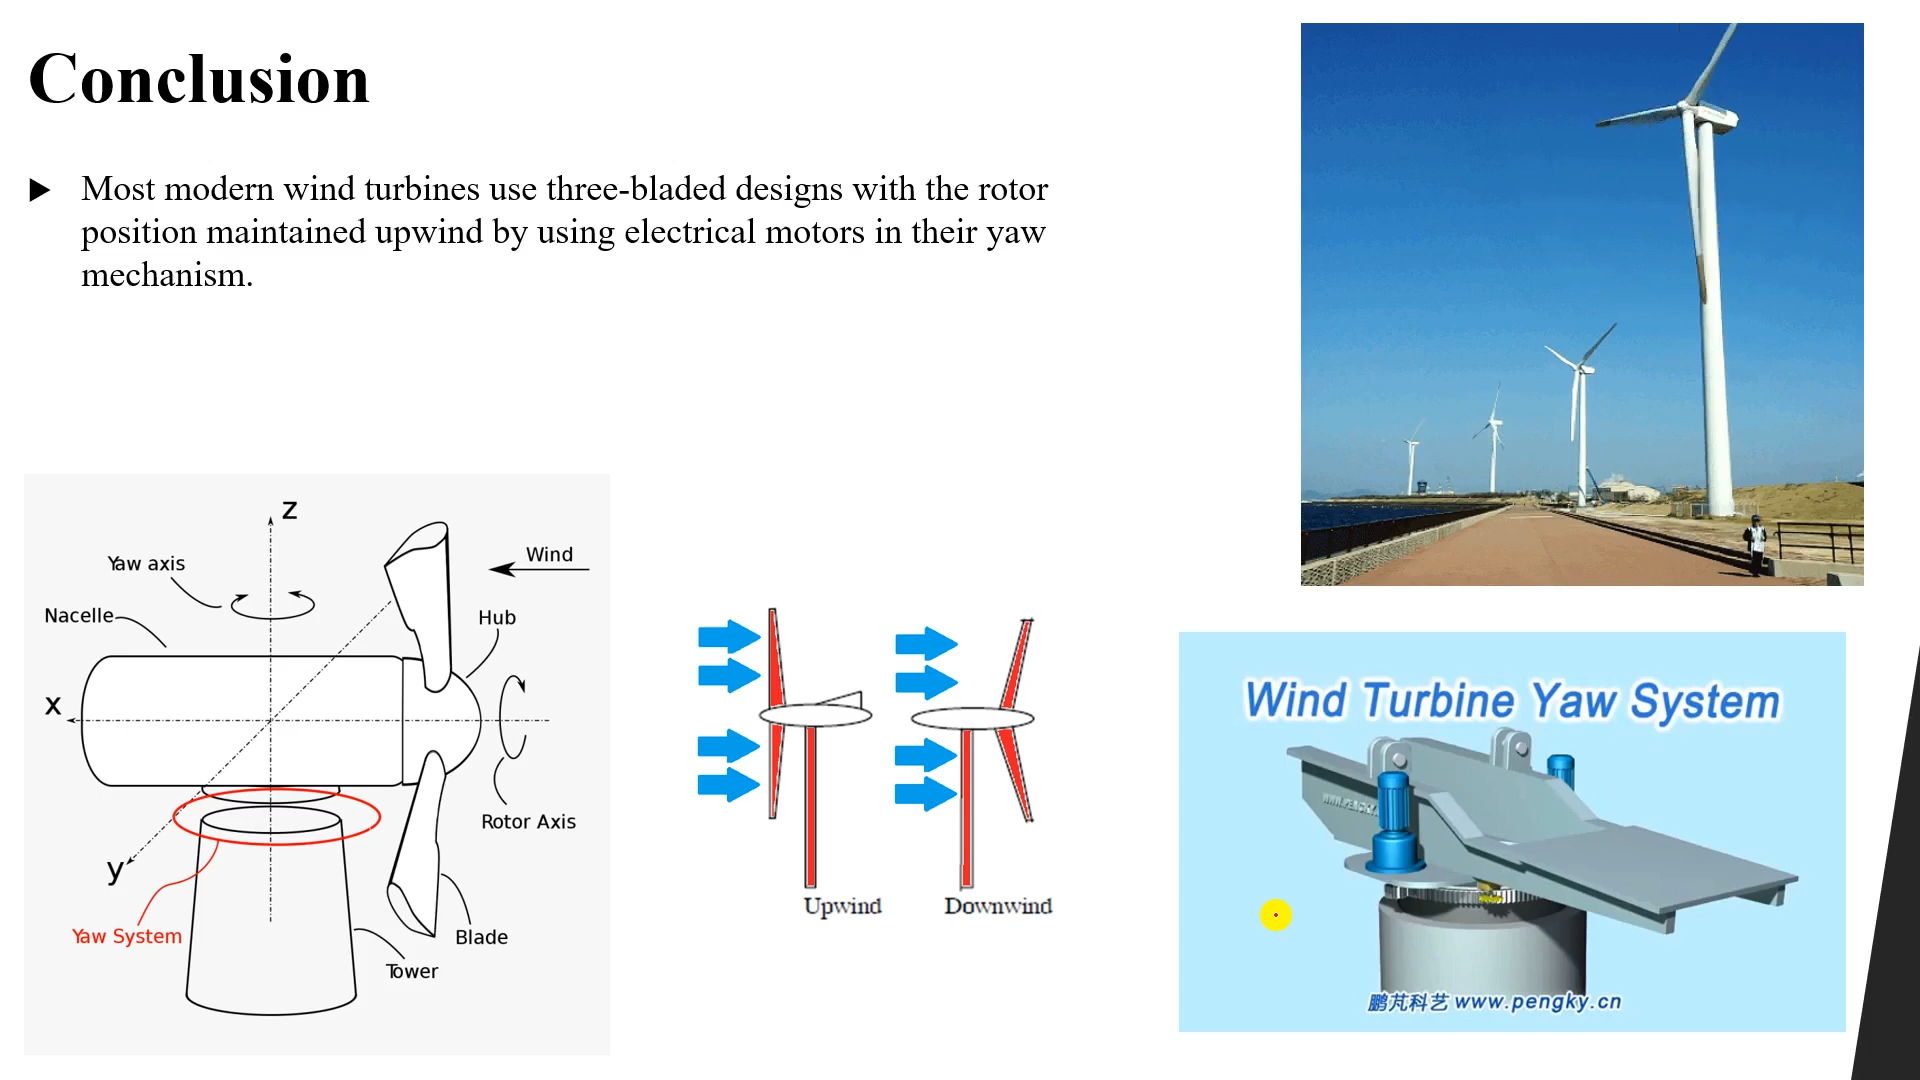 Conclusion
Most modern wind turbines use three-bladed designs with the rotor
position maintained upwind by using electrical motors in their yaw
mechanism.
z
Yaw axis
Wind
Nacelle
Hub
x
Rotor Axis
y
Yaw System
Blade
Tower
Upwind
Downwind
Wind Turbine Yaw System
鹏芃科艺 www.pengky.cn